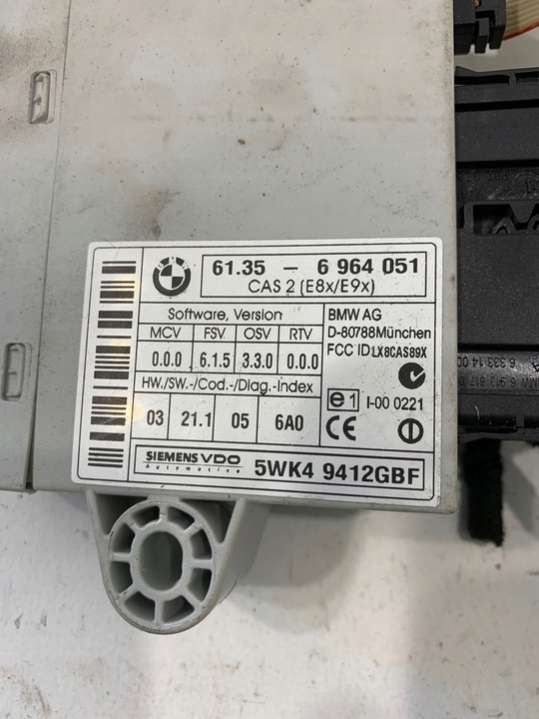 BMW
61.35 - 6 964 051
CAS 2 (E8x/E9x)
Software, Version
MCV FSV OSV RTV
0.0.0 6.1.5 3.3.0 0.0.0
HW./SW.-/Cod.-/Diag.-Index
03 21.1 05 6A0
BMW AG
D-80788München
FCC ID LX8CAS89X
e1 I-00 0221
CE
SIEMENS VDO
Automotive
5WK4 9412GBF